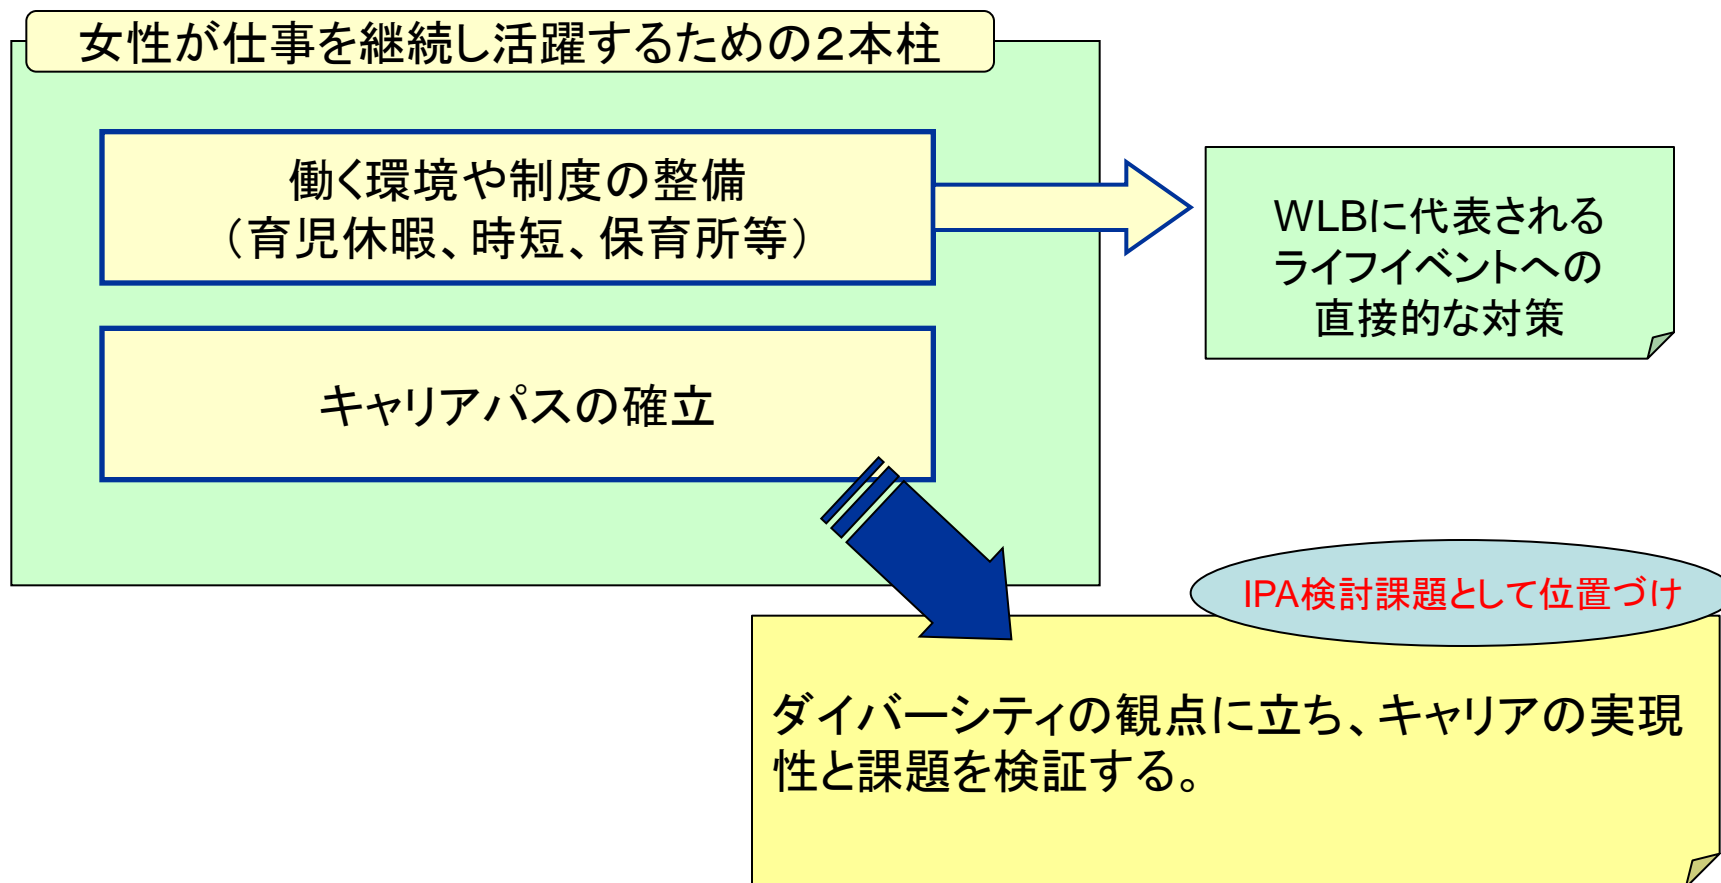 女性が仕事を継続し活躍するための２本柱
働く環境や制度の整備
（育児休暇、時短、保育所等）
WLBに代表される
ライフイベントへの
直接的な対策
キャリアパスの確立
IPA検討課題として位置づけ
ダイバーシティの観点に立ち、キャリアの実現
性と課題を検証する。